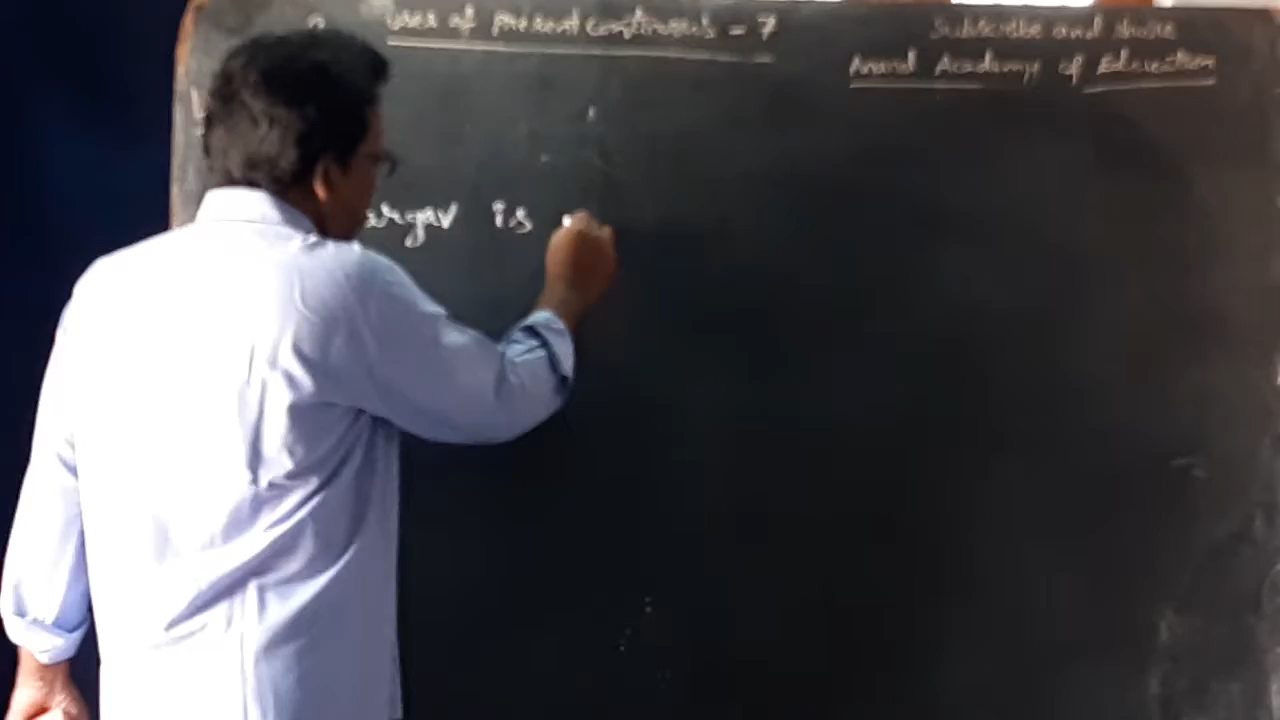 Uses of present continuous - 7
Subscribe and share
Anand Academy of Education
argav is